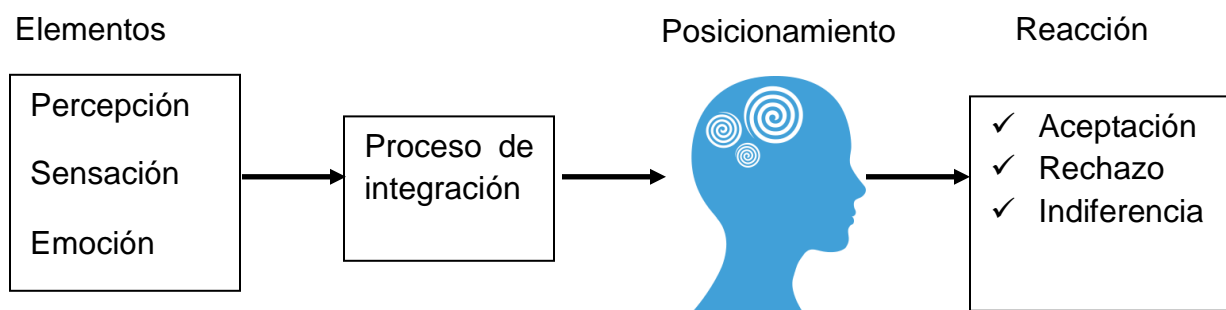 Elementos
Percepción
Sensación
Emoción
Proceso de
integración
Posicionamiento
Reacción
✓ Aceptación
✓ Rechazo
✓ Indiferencia